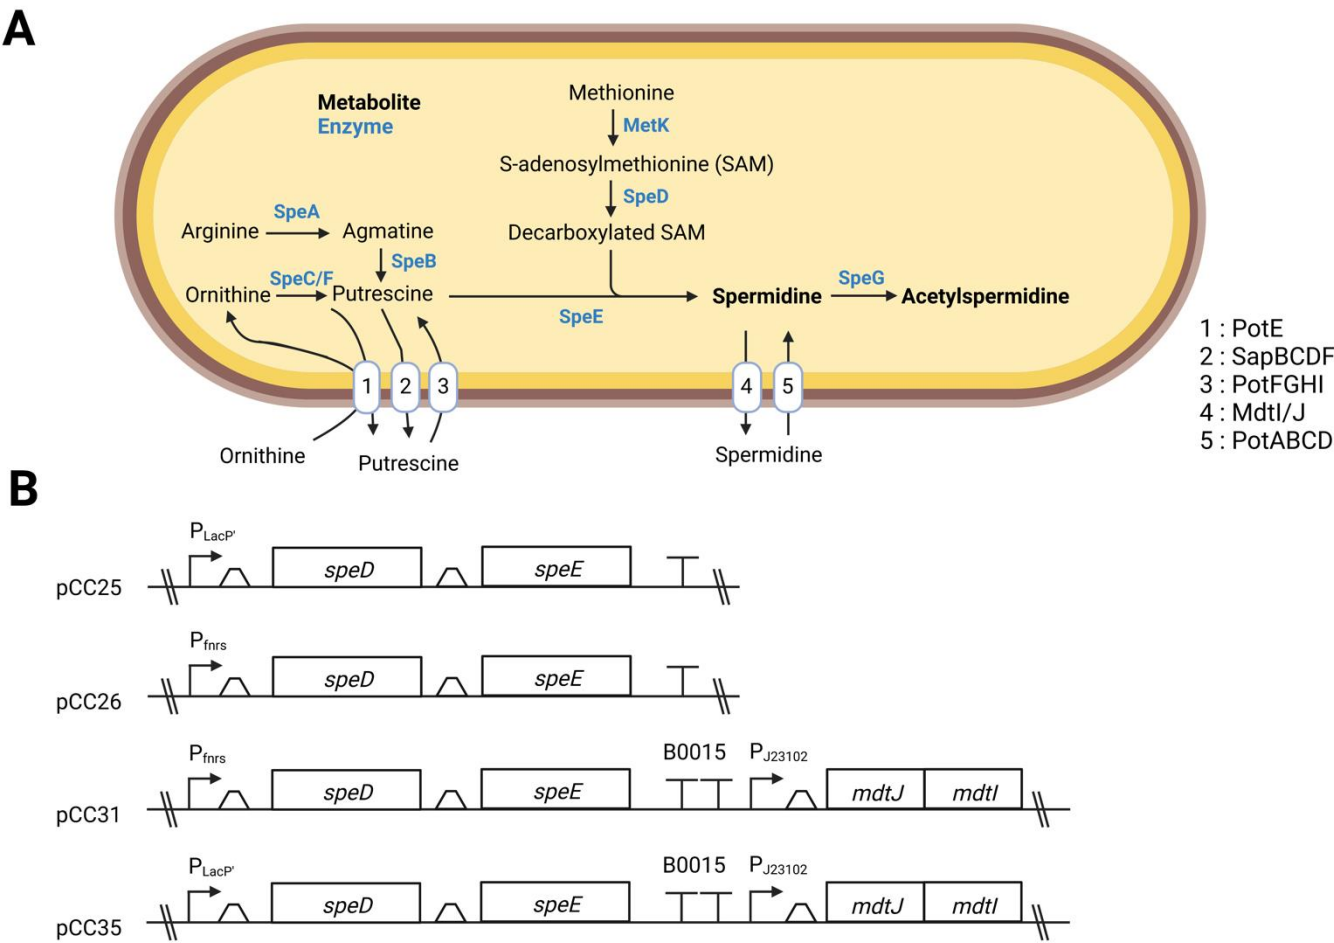 A
Metabolite
Enzyme
Methionine
MetK
S-adenosylmethionine (SAM)
SpeD
Decarboxylated SAM
Arginine
SpeA
Agmatine
SpeB
Ornithine
SpeC/F
Putrescine
SpeE
Spermidine
SpeG
Acetylspermidine
1
2
3
4
5
Ornithine
Putrescine
Spermidine
1 : PotE
2 : SapBCDF
3 : PotFGHI
4 : MdtI/J
5 : PotABCD
B
pCC25
PLacP'
speD
speE
pCC26
Pfnrs
speD
speE
pCC31
Pfnrs
speD
speE
B0015
PJ23102
mdtJ
mdtI
pCC35
PLacP'
speD
speE
B0015
PJ23102
mdtJ
mdtI